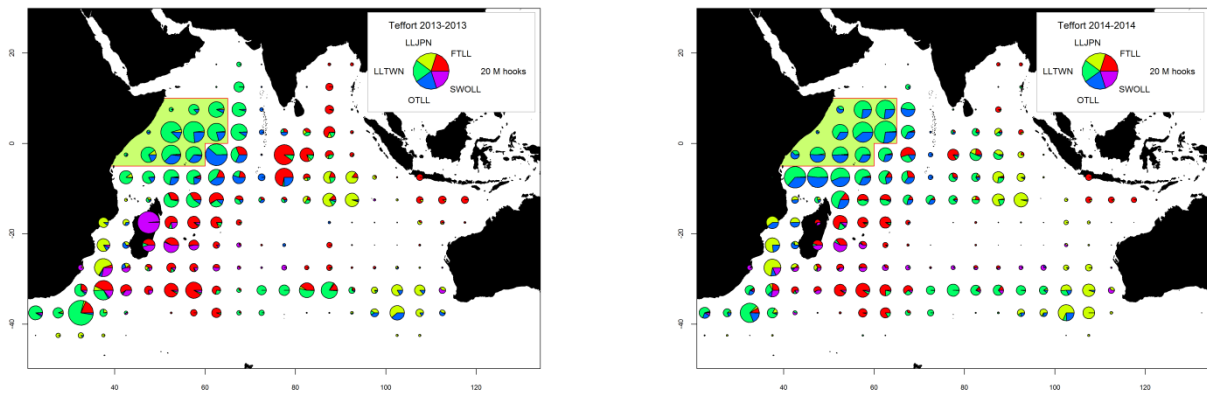 Teffort 2013-2013
LLJPN
FTLL
LLTWN
20 M hooks
SWOLL
OTLL
20
0
-20
-40
40
60
80
100
120
Teffort 2014-2014
LLJPN
FTLL
LLTWN
20 M hooks
SWOLL
OTLL
20
0
-20
-40
40
60
80
100
120